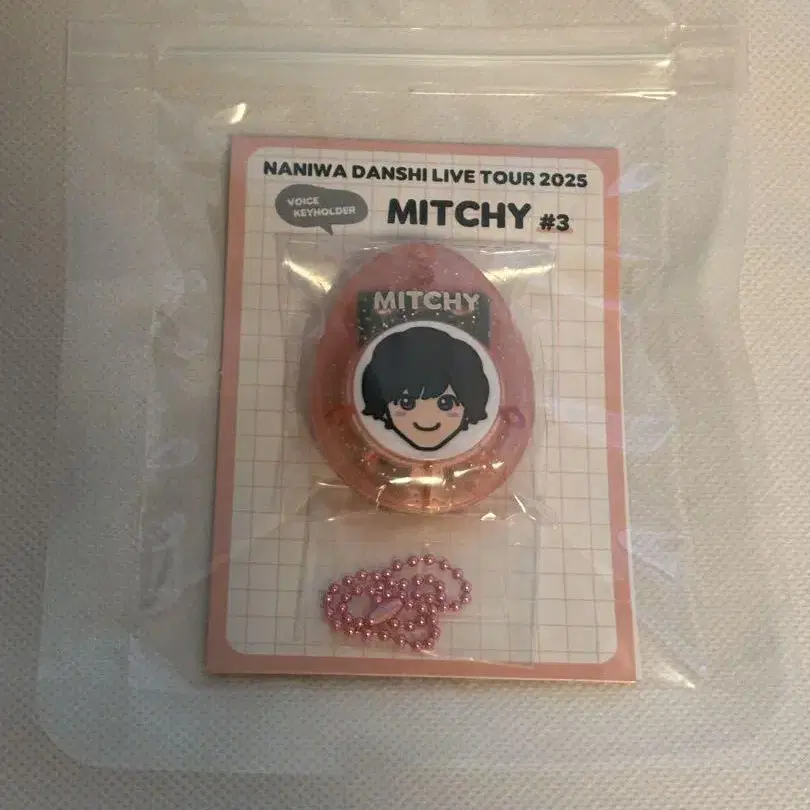 NANIWA DANSHI LIVE TOUR 2025
VOICE
KEYHOLDER
MITCHY #3
MITCHY